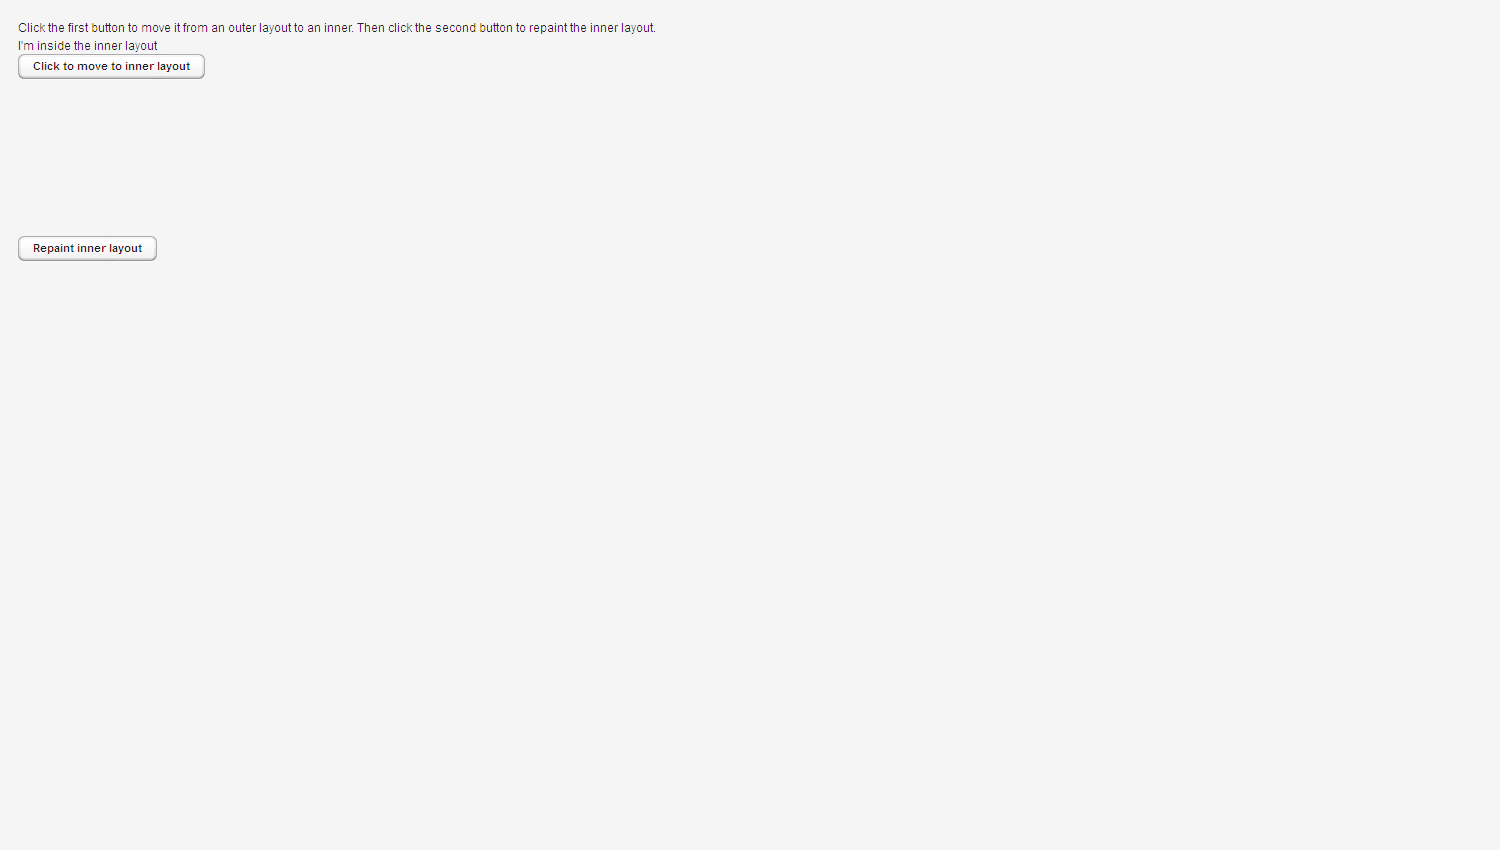 Click the first button to move it from an outer layout to an inner. Then click the second button to repaint the inner layout.
I'm inside the inner layout
Click to move to inner layout
Repaint inner layout